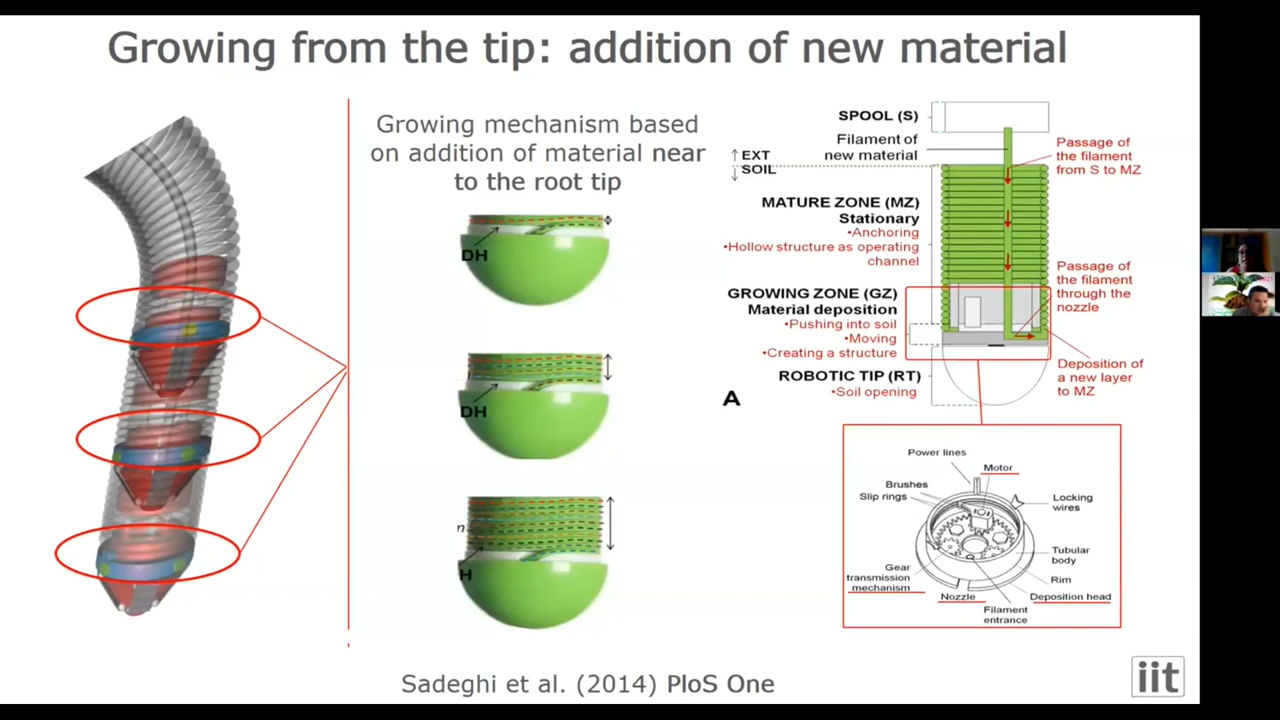 Growing from the tip: addition of new material
Growing mechanism based
on addition of material near
to the root tip
DH
DH
n
H
SPOOL (S)
Filament of
new material
↑ EXT
↓ SOIL
Passage of
the filament
from S to MZ
MATURE ZONE (MZ)
Stationary
•Anchoring
•Hollow structure as operating
channel
GROWING ZONE (GZ)
Material deposition
•Pushing into soil
•Moving
•Creating a structure
Passage of
the filament
through the
nozzle
Deposition of
a new layer
to MZ
ROBOTIC TIP (RT)
•Soil opening
A
Power lines
Motor
Brushes
Slip rings
Locking
wires
Tubular
body
Rim
Gear
transmission
mechanism
Nozzle
Deposition head
Filament
entrance
Sadeghi et al. (2014) PloS One
iit